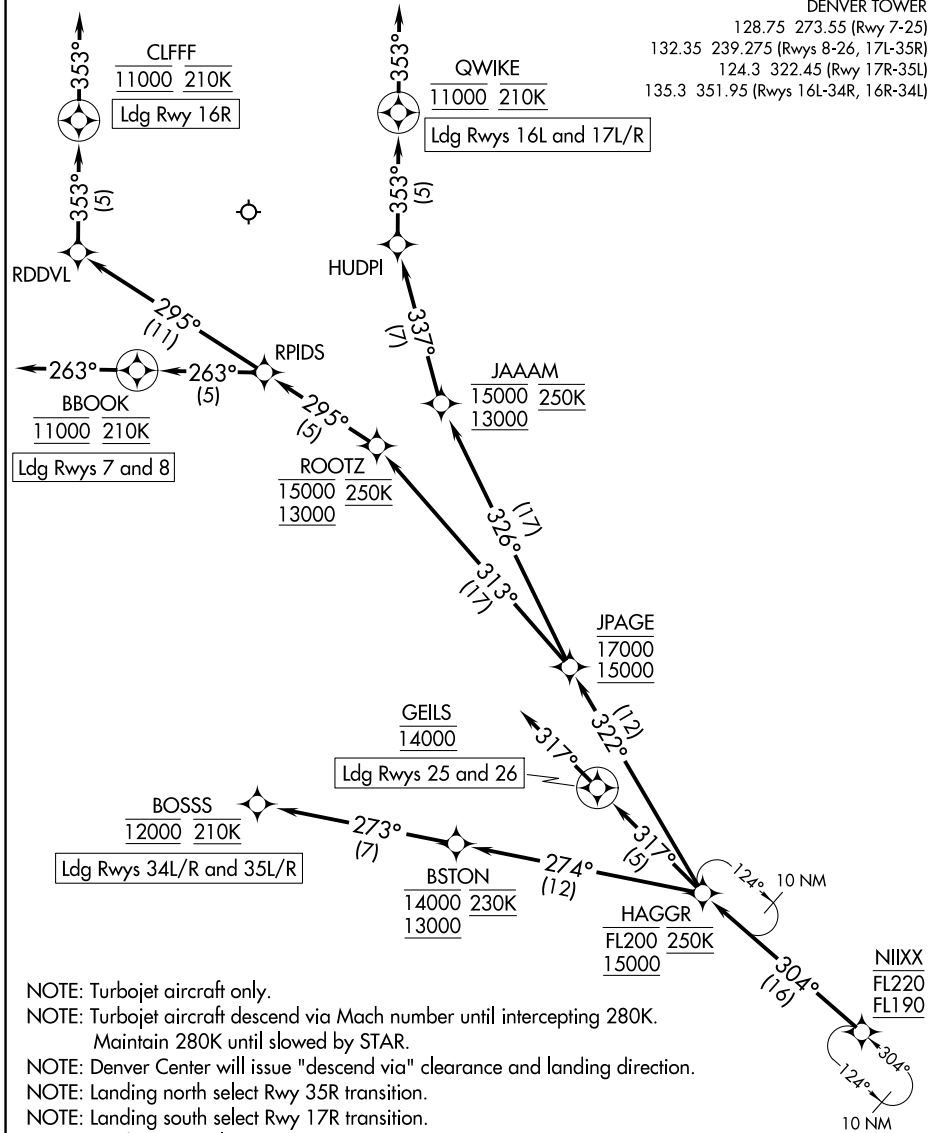 DENVER TOWER
128.75 273.55 (Rwy 7-25)
132.35 239.275 (Rwys 8-26, 17L-35R)
124.3 322.45 (Rwy 17R-35L)
135.3 351.95 (Rwys 16L-34R, 16R-34L)
353°
CLFFF
11000 210K
Ldg Rwy 16R
353°
(5)
RDDVL
353°
QWIKE
11000 210K
Ldg Rwys 16L and 17L/R
353°
(5)
HUDPI
295°
(11)
RPIDS
263°
263°
(5)
BBOOK
11000 210K
Ldg Rwys 7 and 8
295°
(5)
ROOTZ
15000 250K
13000
337°
(7)
JAAAM
15000 250K
13000
(17)
326°
313°
(17)
JPAGE
17000
15000
(12)
322°
GEILS
14000
317°
Ldg Rwys 25 and 26
317°
(5)
BOSSS
12000 210K
Ldg Rwys 34L/R and 35L/R
273°
(7)
BSTON
14000 230K
13000
274°
(12)
HAGGR
FL200 250K
15000
124°
10 NM
304°
(16)
NIIXX
FL220
FL190
304°
124°
10 NM
NOTE: Turbojet aircraft only.
NOTE: Turbojet aircraft descend via Mach number until intercepting 280K.
Maintain 280K until slowed by STAR.
NOTE: Denver Center will issue "descend via" clearance and landing direction.
NOTE: Landing north select Rwy 35R transition.
NOTE: Landing south select Rwy 17R transition.